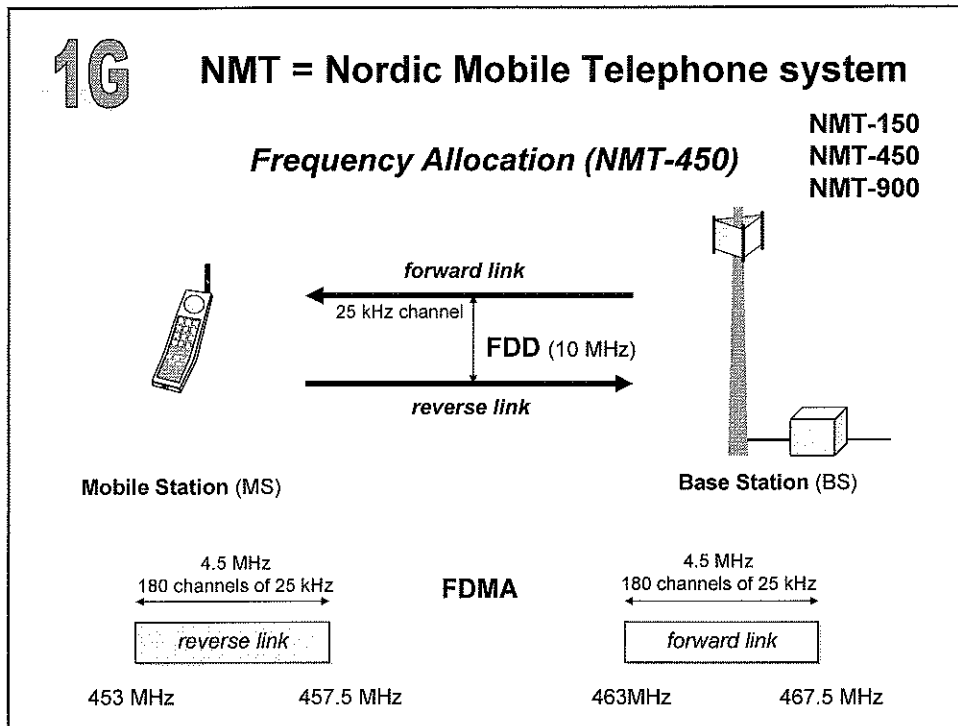 1G
NMT = Nordic Mobile Telephone system
NMT-150
Frequency Allocation (NMT-450)
NMT-450
NMT-900
forward link
25 kHz channel
FDD (10 MHz)
reverse link
Mobile Station (MS)
Base Station (BS)
4.5 MHz
180 channels of 25 kHz
FDMA
4.5 MHz
180 channels of 25 kHz
reverse link
forward link
453 MHz
457.5 MHz
463MHz
467.5 MHz